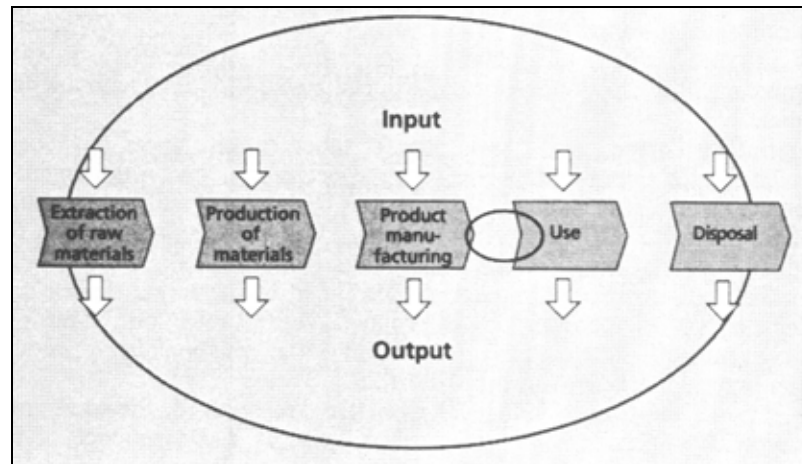 Input
Extraction
of raw
materials
Production
of
materials
Product
manu-
facturing
Use
Disposal
Output